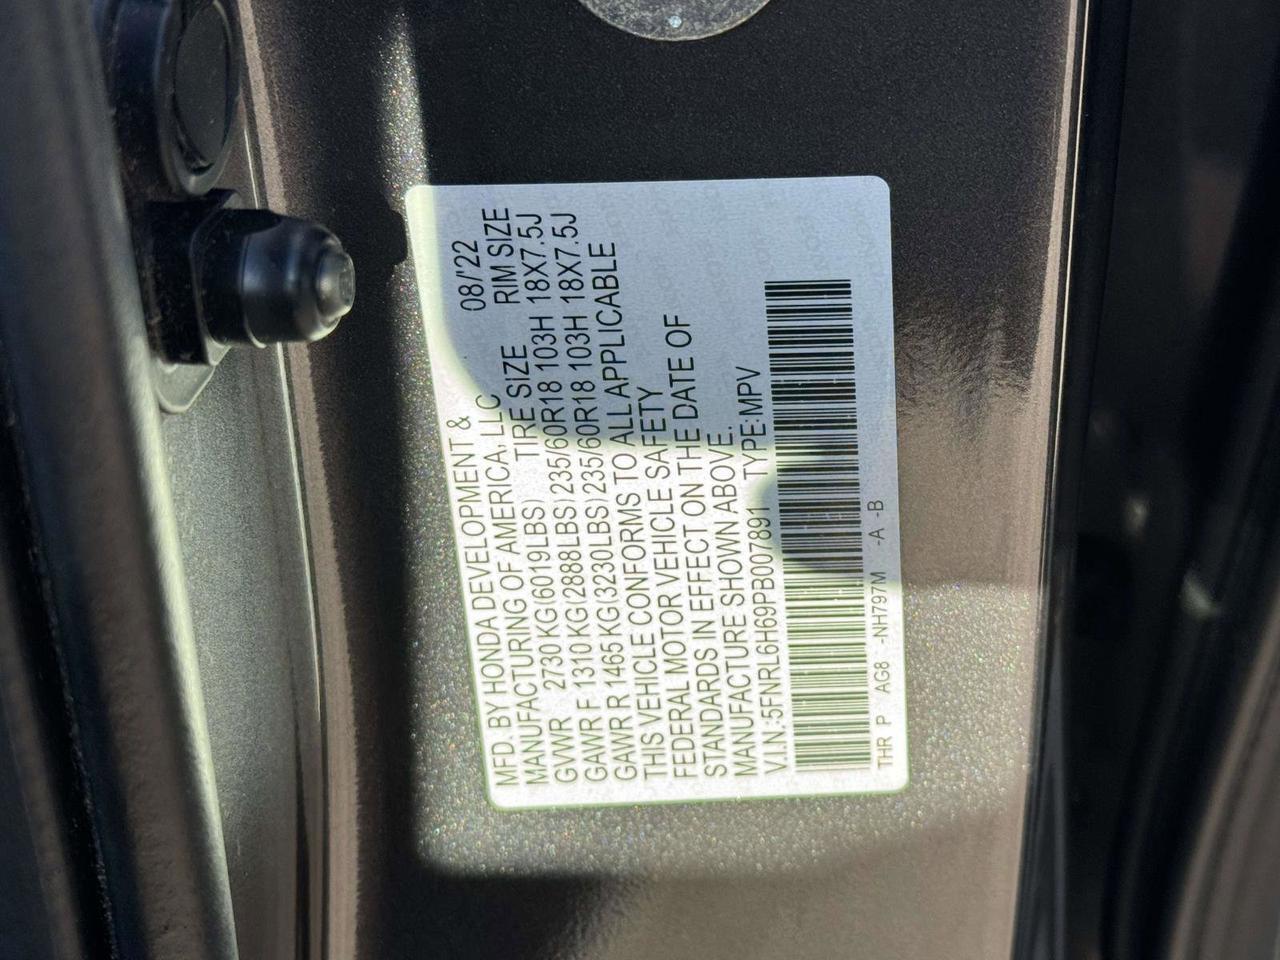 MFD. BY HONDA DEVELOPMENT & 08/'22
MANUFACTURING OF AMERICA, LLC
TIRE SIZE RIM SIZE
GVWR 2730 KG(6019LBS)
GAWR F 1310 KG(2888LBS) 235/60R18 103H 18X7.5J
GAWR R 1465 KG(3230LBS) 235/60R18 103H 18X7.5J
THIS VEHICLE CONFORMS TO ALL APPLICABLE
FEDERAL MOTOR VEHICLE SAFETY
STANDARDS IN EFFECT ON THE DATE OF
MANUFACTURE SHOWN ABOVE.
V.I.N.:5FNRL6H69PB007891 TYPE:MPV
THR P AG8 -NH797M -A -B